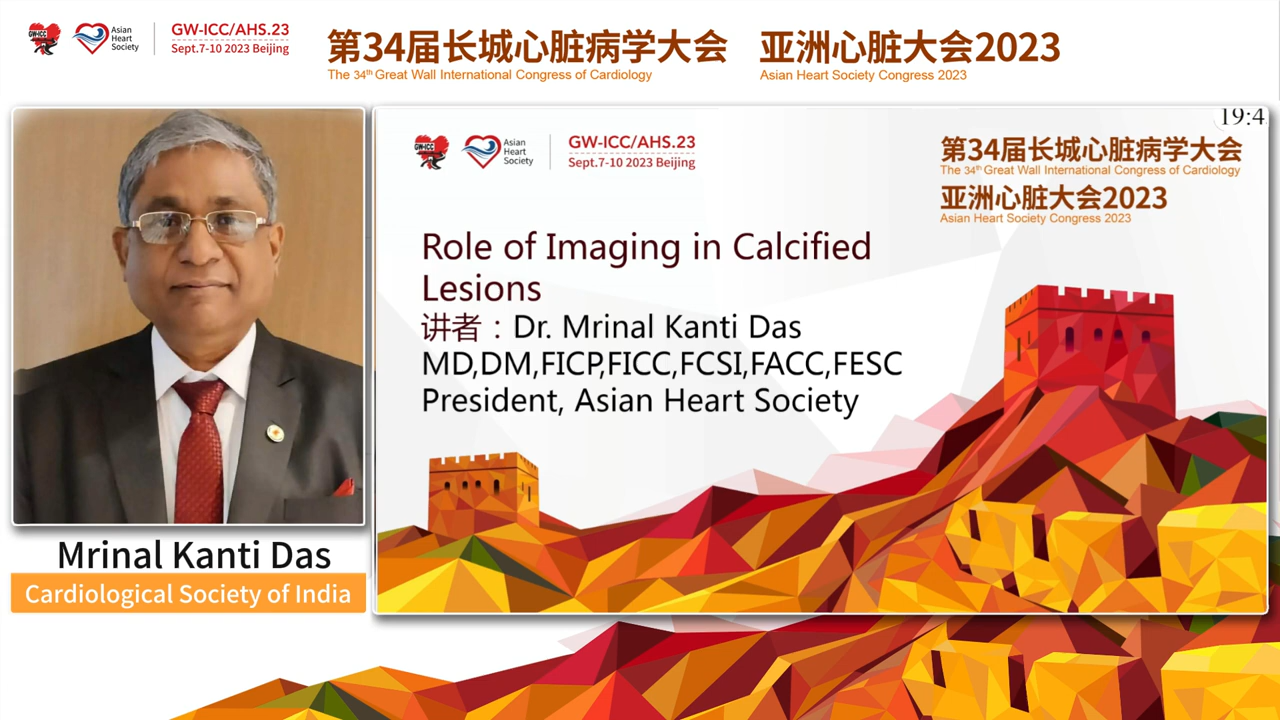 GW-ICC
Asian
Heart
Society
GW-ICC/AHS.23
Sept.7-10 2023 Beijing
第34届长城心脏病学大会
The 34th Great Wall International Congress of Cardiology
亚洲心脏大会2023
Asian Heart Society Congress 2023
Mrinal Kanti Das
Cardiological Society of India
19:4
GW-ICC
Asian
Heart
Society
GW-ICC/AHS.23
Sept.7-10 2023 Beijing
第34届长城心脏病学大会
The 34th Great Wall International Congress of Cardiology
亚洲心脏大会2023
Asian Heart Society Congress 2023
Role of Imaging in Calcified
Lesions
讲者：Dr. Mrinal Kanti Das
MD,DM,FICP,FICC,FCSI,FACC,FESC
President, Asian Heart Society